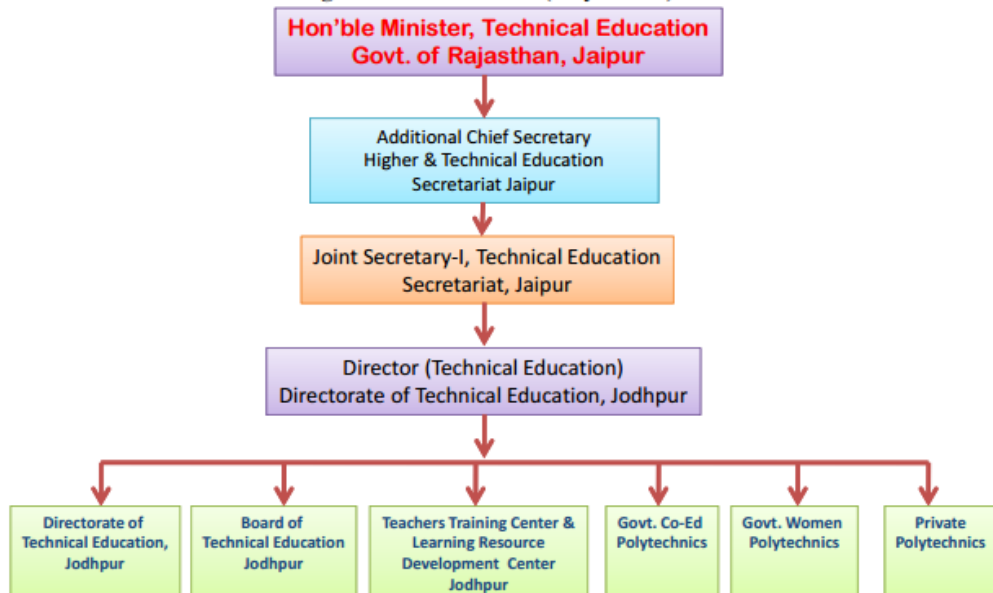 Hon'ble Minister, Technical Education
Govt. of Rajasthan, Jaipur
Additional Chief Secretary
Higher & Technical Education
Secretariat Jaipur
Joint Secretary-I, Technical Education
Secretariat, Jaipur
Director (Technical Education)
Directorate of Technical Education, Jodhpur
Directorate of
Technical Education,
Jodhpur
Board of
Technical Education
Jodhpur
Teachers Training Center &
Learning Resource
Development Center
Jodhpur
Govt. Co-Ed
Polytechnics
Govt. Women
Polytechnics
Private
Polytechnics